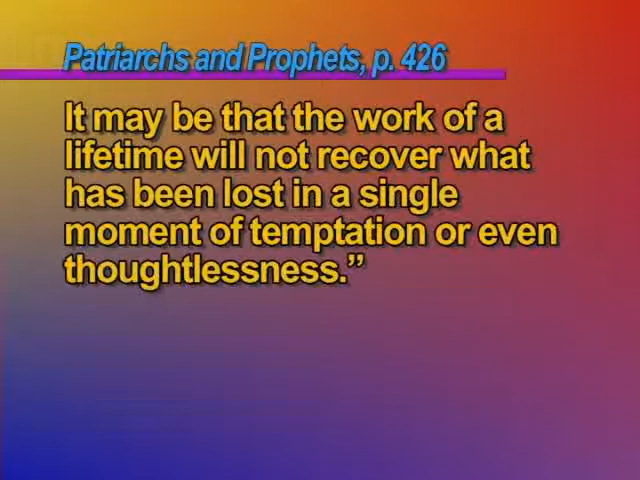 Patriarchs and Prophets, p. 426
It may be that the work of a
lifetime will not recover what
has been lost in a single
moment of temptation or even
thoughtlessness.”